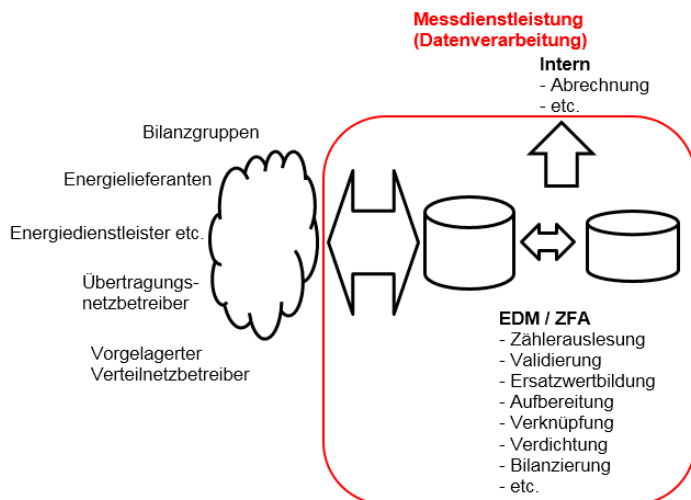 Messdienstleistung
(Datenverarbeitung)
Intern
- Abrechnung
- etc.
Bilanzgruppen
Energielieferanten
Energiedienstleister etc.
Übertragungs-
netzbetreiber
Vorgelagerter
Verteilnetzbetreiber
EDM / ZFA
- Zählerauslesung
- Validierung
- Ersatzwertbildung
- Aufbereitung
- Verknüpfung
- Verdichtung
- Bilanzierung
- etc.